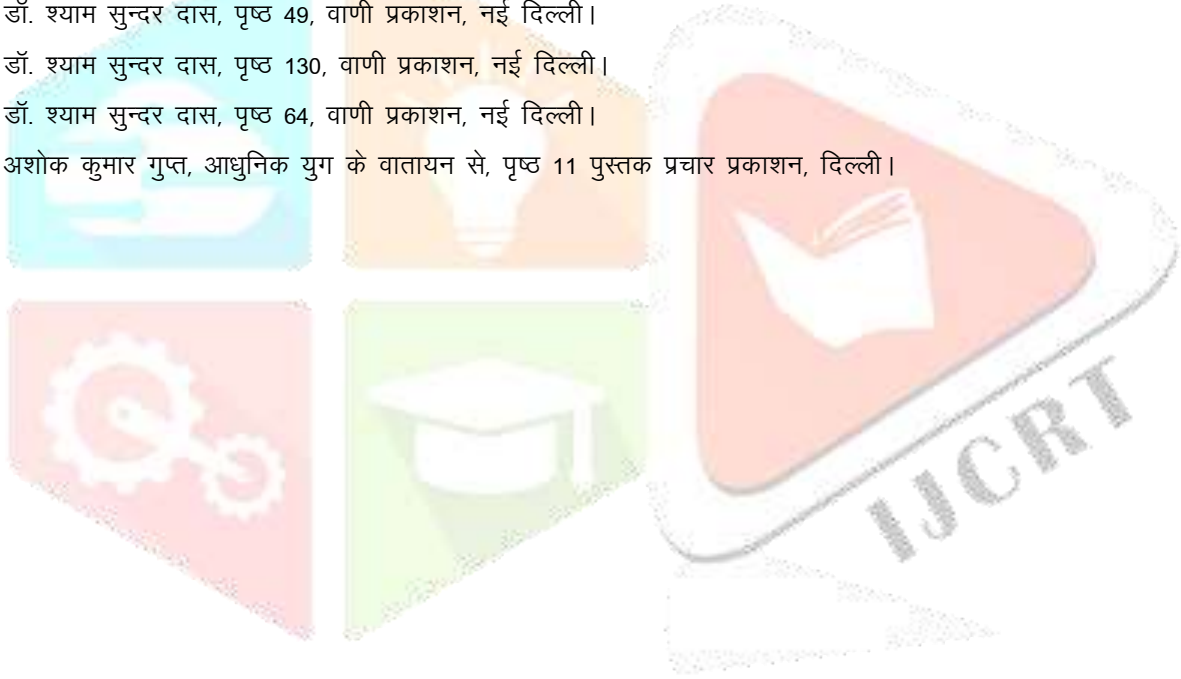 डॉ. श्याम सुन्दर दास, पृष्ठ 49, वाणी प्रकाशन, नई दिल्ली।
डॉ. श्याम सुन्दर दास, पृष्ठ 130, वाणी प्रकाशन, नई दिल्ली।
डॉ. श्याम सुन्दर दास, पृष्ठ 64, वाणी प्रकाशन, नई दिल्ली।
अशोक कुमार गुप्त, आधुनिक युग के वातायन से, पृष्ठ 11 पुस्तक प्रचार प्रकाशन, दिल्ली।
IJCRT